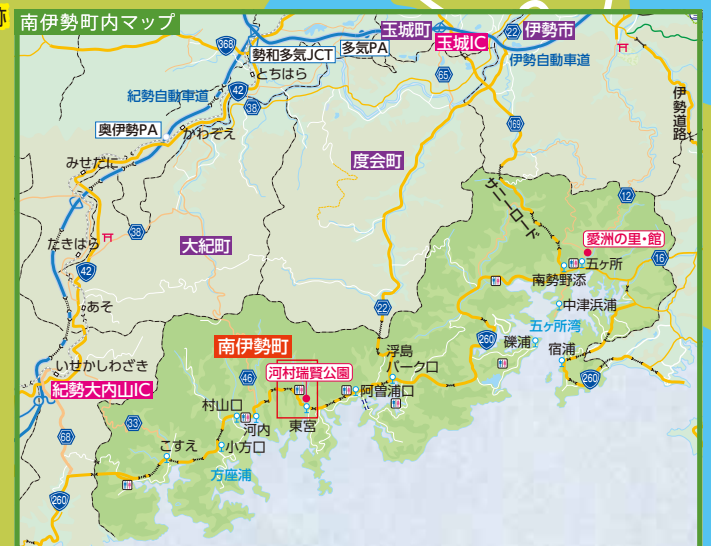 跡
南伊勢町内マップ
368
勢和多気JCT
多気PA
玉城町
玉城IC
22
伊勢市
伊勢自動車道
とちはら
紀勢自動車道
42
38
65
伊勢道路
奥伊勢PA
かわぞえ
169
みせだに
度会町
サニーロード
12
38
大紀町
愛洲の里・館
たきはら
42
五ヶ所
16
南勢野添
あそ
22
中津浜浦
五ヶ所湾
南伊勢町
浮島
パーク口
260
礫浦
宿浦
いせかしわざき
河村瑞賢公園
紀勢大内山IC
46
阿曽浦口
260
村山口
33
河内
東宮
68
こすえ
小方口
方座浦
260